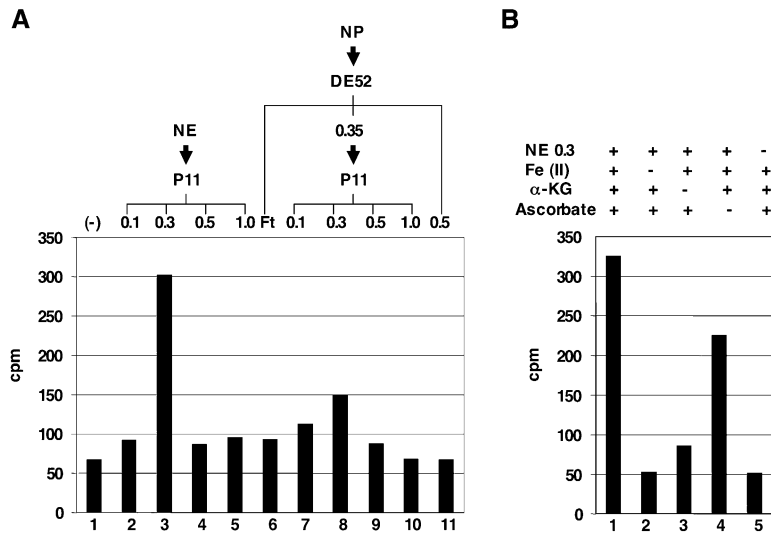 A
B
NP
DE52
NE
0.35
P11
P11
(-) 0.1 0.3 0.5 1.0 Ft 0.1 0.3 0.5 1.0 0.5
NE 0.3 + + + + -
Fe (II) + - + + +
α-KG + + - + +
Ascorbate + + + - +
350
300
250
200
150
100
50
0
cpm
1 2 3 4 5 6 7 8 9 10 11
350
300
250
200
150
100
50
0
cpm
1 2 3 4 5